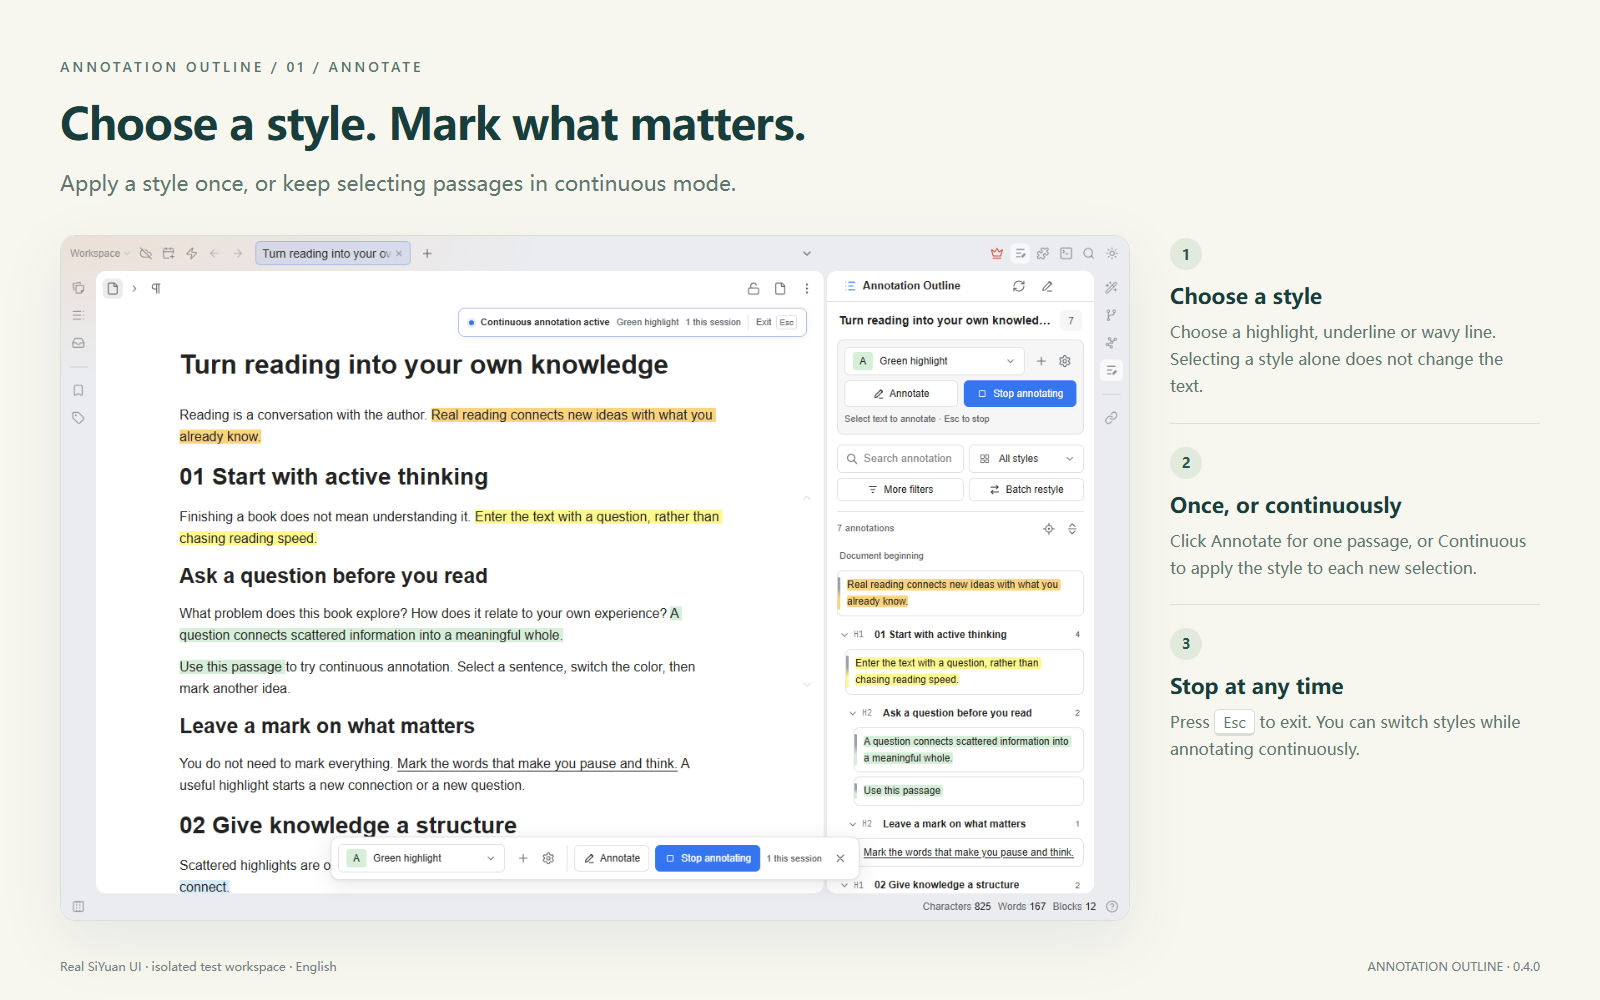 ANNOTATION OUTLINE / 01 / ANNOTATE
Choose a style. Mark what matters.
Apply a style once, or keep selecting passages in continuous mode.
Workspace
Turn reading into your ov
Continuous annotation active Green highlight 1 this session Exit Esc
Turn reading into your own knowledge
Reading is a conversation with the author. Real reading connects new ideas with what you
already know.
01 Start with active thinking
Finishing a book does not mean understanding it. Enter the text with a question, rather than
chasing reading speed.
Ask a question before you read
What problem does this book explore? How does it relate to your own experience? A
question connects scattered information into a meaningful whole.
Use this passage to try continuous annotation. Select a sentence, switch the color, then
mark another idea.
Leave a mark on what matters
You do not need to mark everything. Mark the words that make you pause and think. A
useful highlight starts a new connection or a new question.
02 Give knowledge a structure
Scattered highlights are o
connect.
A Green highlight
Annotate
Stop annotating
1 this session
Annotation Outline
Turn reading into your own knowled... 7
A Green highlight
Annotate
Stop annotating
Select text to annotate · Esc to stop
Search annotation
All styles
More filters
Batch restyle
7 annotations
Document beginning
Real reading connects new ideas with what you
already know.
H1 01 Start with active thinking 4
Enter the text with a question, rather than
chasing reading speed.
H2 Ask a question before you read 2
A question connects scattered information into
a meaningful whole.
Use this passage
H2 Leave a mark on what matters 1
Mark the words that make you pause and think.
H1 02 Give knowledge a structure 2
Characters 825 Words 167 Blocks 12
1
Choose a style
Choose a highlight, underline or wavy line.
Selecting a style alone does not change the
text.
2
Once, or continuously
Click Annotate for one passage, or Continuous
to apply the style to each new selection.
3
Stop at any time
Press Esc to exit. You can switch styles while
annotating continuously.
Real SiYuan UI · isolated test workspace · English
ANNOTATION OUTLINE · 0.4.0